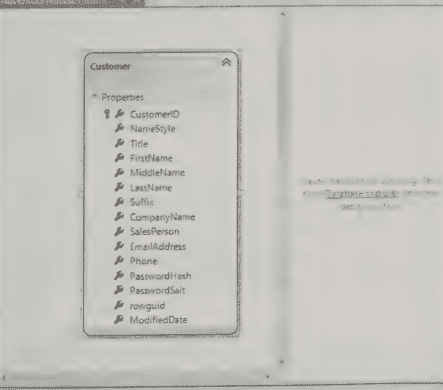 Customer
Properties
CustomerID
NameStyle
Title
FirstName
MiddleName
LastName
Suffix
CompanyName
SalesPerson
EmailAddress
Phone
PasswordHash
PasswordSalt
rowguid
ModifiedDate